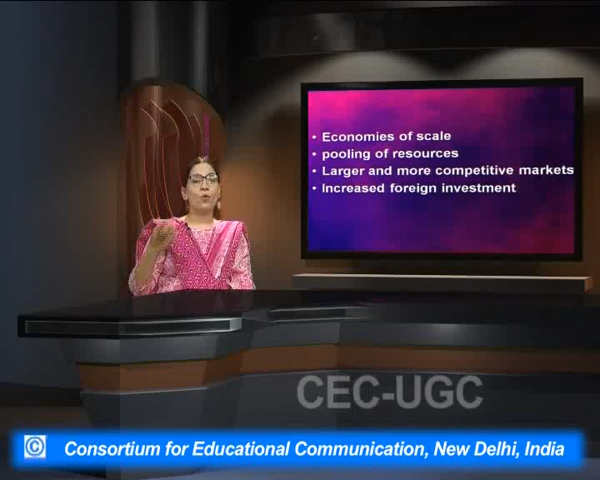 • Economies of scale
• pooling of resources
• Larger and more competitive markets
• Increased foreign investment
CEC-UGC
© Consortium for Educational Communication, New Delhi, India